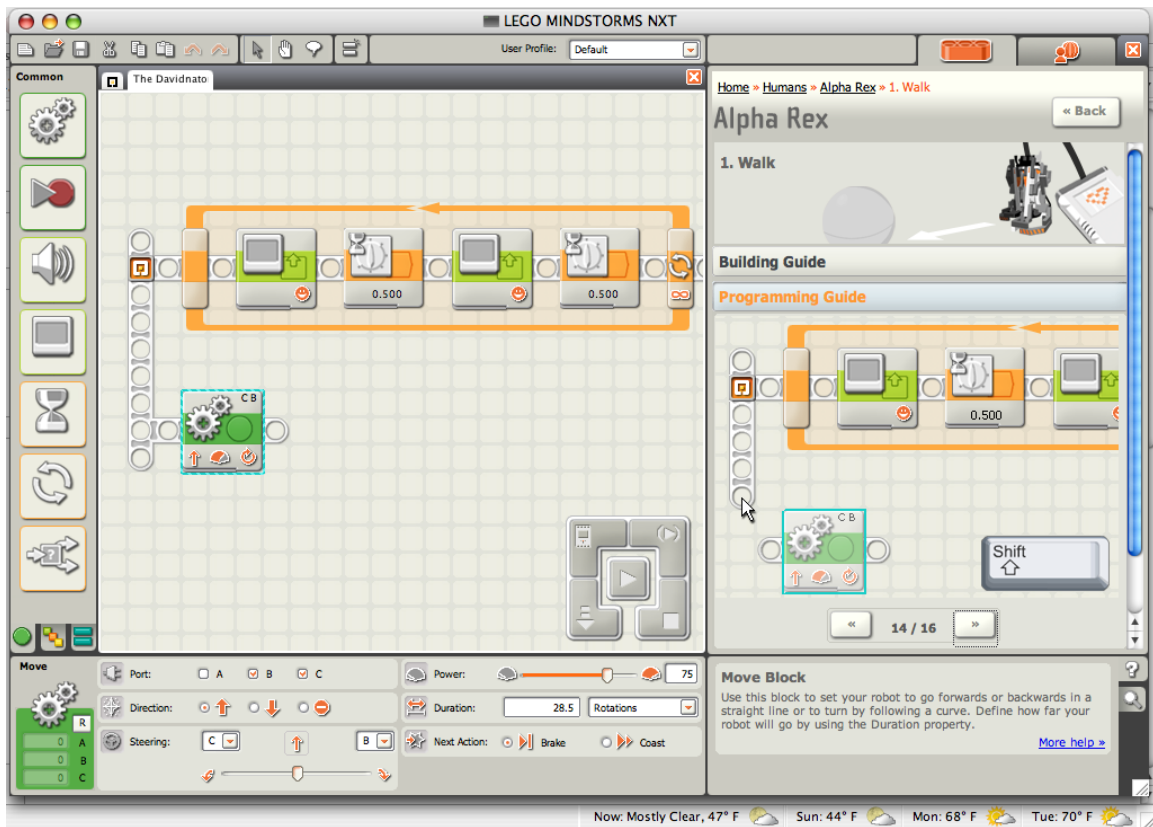 LEGO MINDSTORMS NXT
User Profile: Default
Common
The Davidnato
0.500
0.500
C B
Home » Humans » Alpha Rex » 1. Walk
Alpha Rex
« Back
1. Walk
Building Guide
Programming Guide
0.500
C B
Shift
« 14 / 16 »
Move
R
0 A
0 B
0 C
Port: A B C
Direction:
Steering: C B
Power: 75
Duration: 28.5 Rotations
Next Action: Brake Coast
Move Block
Use this block to set your robot to go forwards or backwards in a
straight line or to turn by following a curve. Define how far your
robot will go by using the Duration property.
More help »
?
Now: Mostly Clear, 47° F Sun: 44° F Mon: 68° F Tue: 70° F